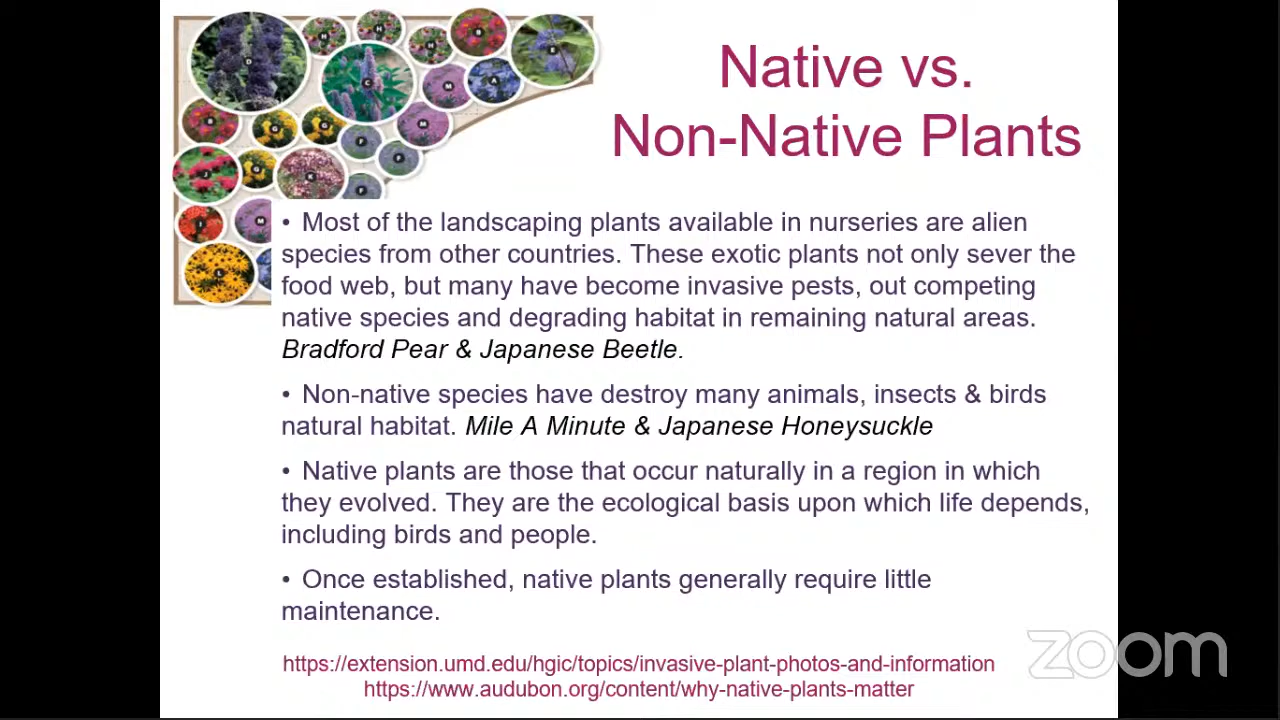 Native vs.
Non-Native Plants
• Most of the landscaping plants available in nurseries are alien
species from other countries. These exotic plants not only sever the
food web, but many have become invasive pests, out competing
native species and degrading habitat in remaining natural areas.
Bradford Pear & Japanese Beetle.
• Non-native species have destroy many animals, insects & birds
natural habitat. Mile A Minute & Japanese Honeysuckle
• Native plants are those that occur naturally in a region in which
they evolved. They are the ecological basis upon which life depends,
including birds and people.
• Once established, native plants generally require little
maintenance.
https://extension.umd.edu/hgic/topics/invasive-plant-photos-and-information
https://www.audubon.org/content/why-native-plants-matter
zoom